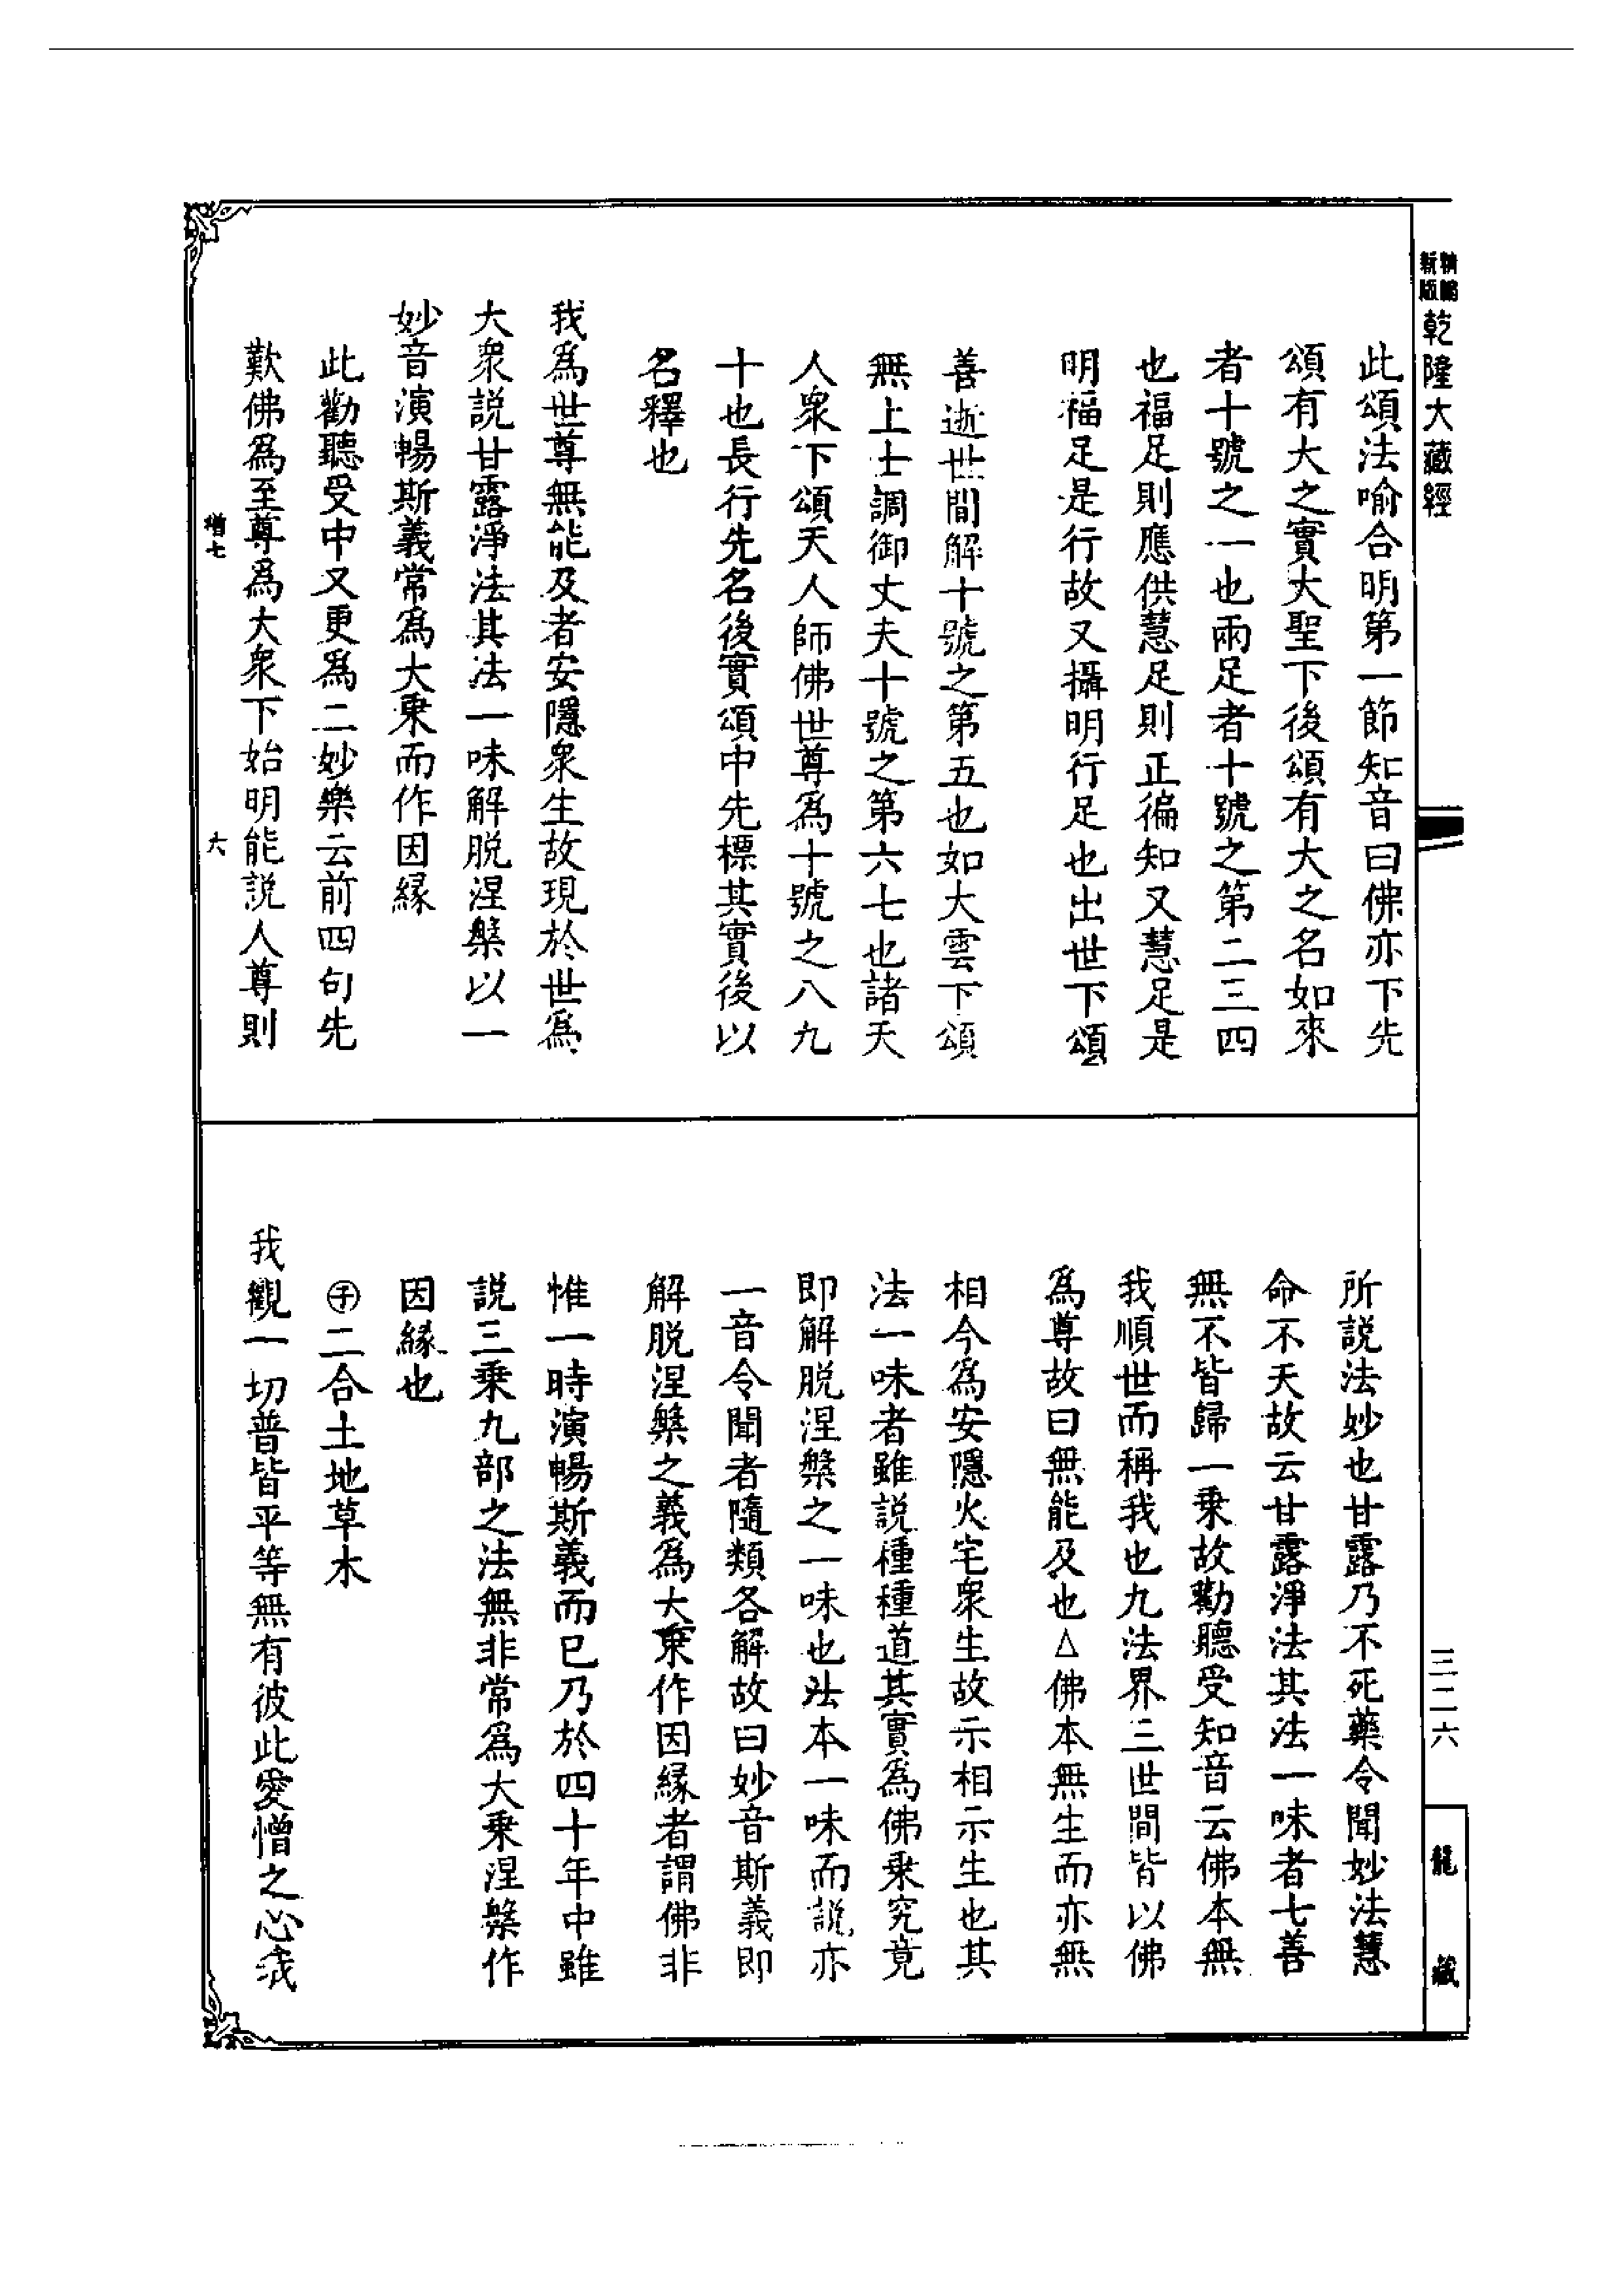 新版
精編
乾隆大藏經
此頌法喻合明第一節知音曰佛亦下先
頌有大之實大聖下後頌有大之名如來
者十號之一也兩足者十號之第二三四
也福足則應供慧足則正徧知又慧足是
明福足是行故又攝明行足也出世下頌
善逝世間解十號之第五也如大雲下頌
無上士調御丈夫十號之第六七也諸天
人衆下頌天人師佛世尊爲十號之八九
十也長行先名後實頌中先標其實後以
名釋也
我爲世尊無能及者安隱衆生故現於世爲
大衆説甘露淨法其法一味解脱涅槃以一
妙音演暢斯義常爲大乗而作因縁
此勸聽受中又更爲二妙樂云前四句先
歎佛爲至尊爲大衆下始明能説人尊則
增七
六
所説法妙也甘露乃不死藥令聞妙法慧
命不夭故云甘露淨法其法一味者七善
無不皆歸一乗故勸聽受知音云佛本無
我順世而稱我也九法界三世間皆以佛
爲尊故曰無能及也△佛本無生而亦無
相今爲安隱火宅衆生故示相示生也其
法一味者雖説種種道其實爲佛乗究竟
即解脱涅槃之一味也法本一味而説亦
一音令聞者隨類各解故曰妙音斯義即
解脱涅槃之義爲大乗作因縁者謂佛非
惟一時演暢斯義而已乃於四十年中雖
説三乗九部之法無非常爲大乗涅槃作
因縁也
㊉二合土地草木
我觀一切普皆平等無有彼此愛憎之心我
三二六
龍藏